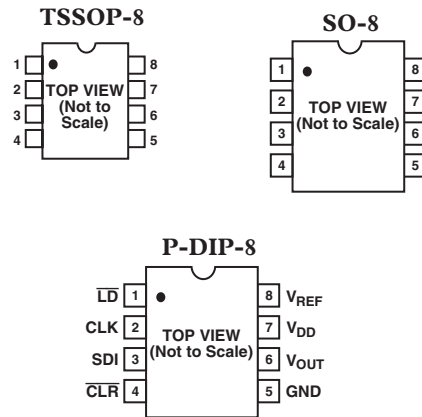 TSSOP-8
1 8
2 TOP VIEW 7
(Not to
3 Scale) 6
4 5
SO-8
1 8
2 TOP VIEW 7
3 (Not to Scale) 6
4 5
P-DIP-8
L̅D̅ 1 8 VREF
CLK 2 TOP VIEW 7 VDD
SDI 3 (Not to Scale) 6 VOUT
C̅L̅R̅ 4 5 GND